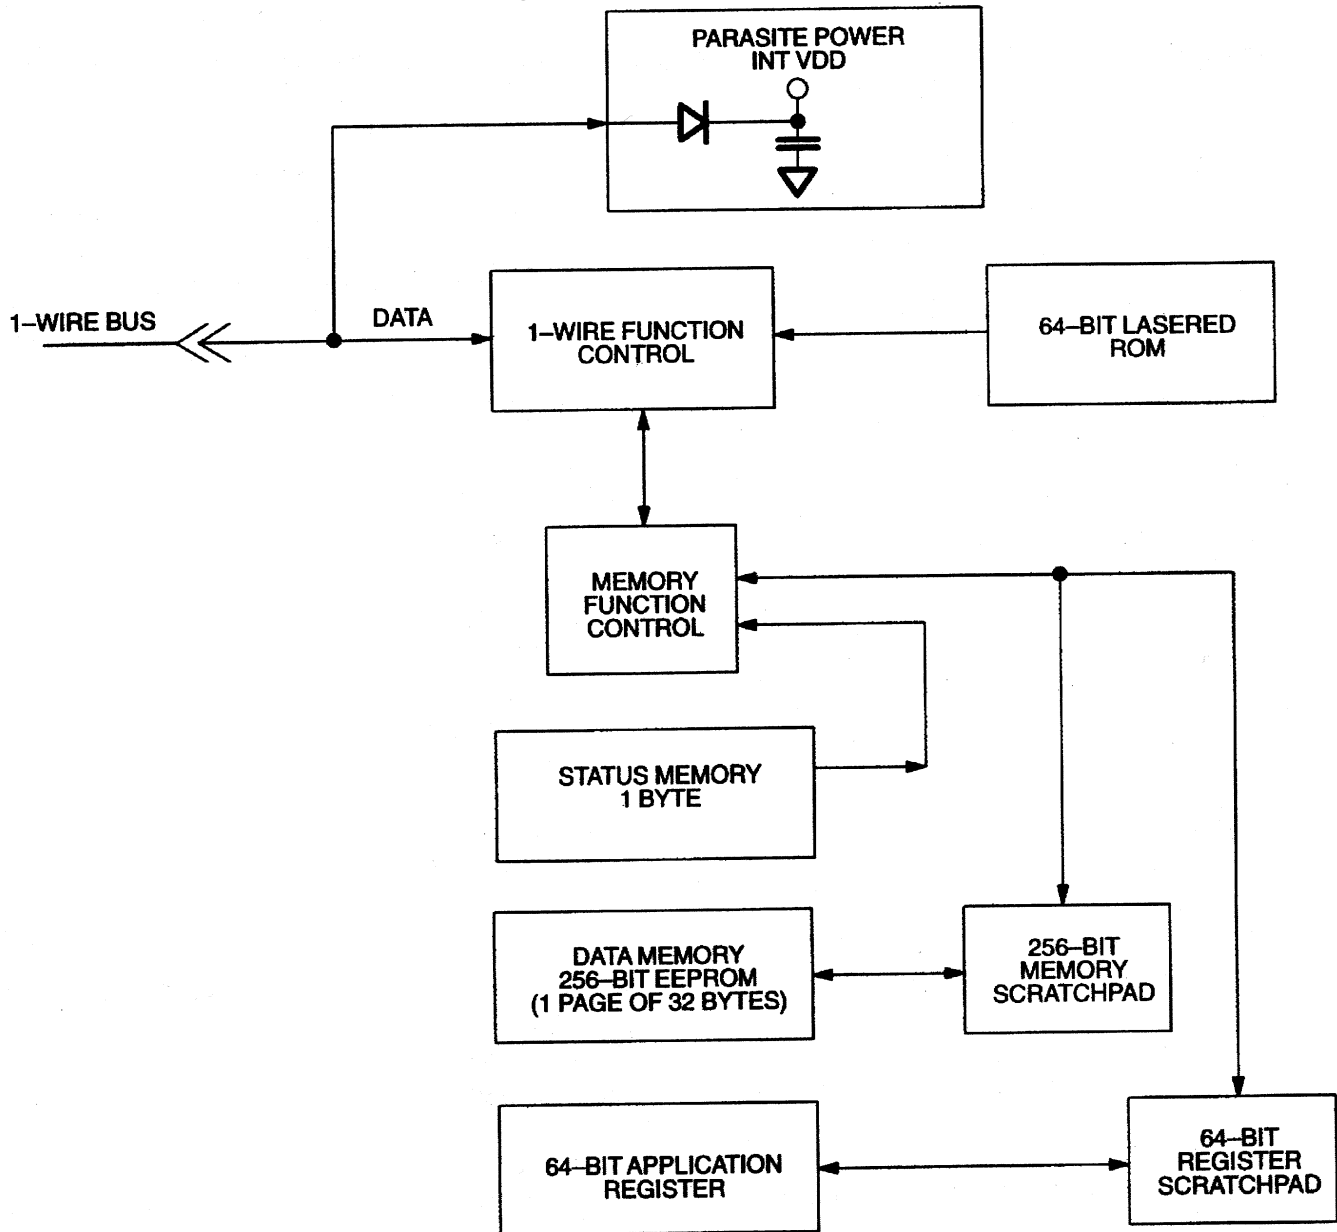 PARASITE POWER
INT VDD
1–WIRE BUS
DATA
1–WIRE FUNCTION
CONTROL
64–BIT LASERED
ROM
MEMORY
FUNCTION
CONTROL
STATUS MEMORY
1 BYTE
DATA MEMORY
256–BIT EEPROM
(1 PAGE OF 32 BYTES)
256–BIT
MEMORY
SCRATCHPAD
64–BIT APPLICATION
REGISTER
64–BIT
REGISTER
SCRATCHPAD